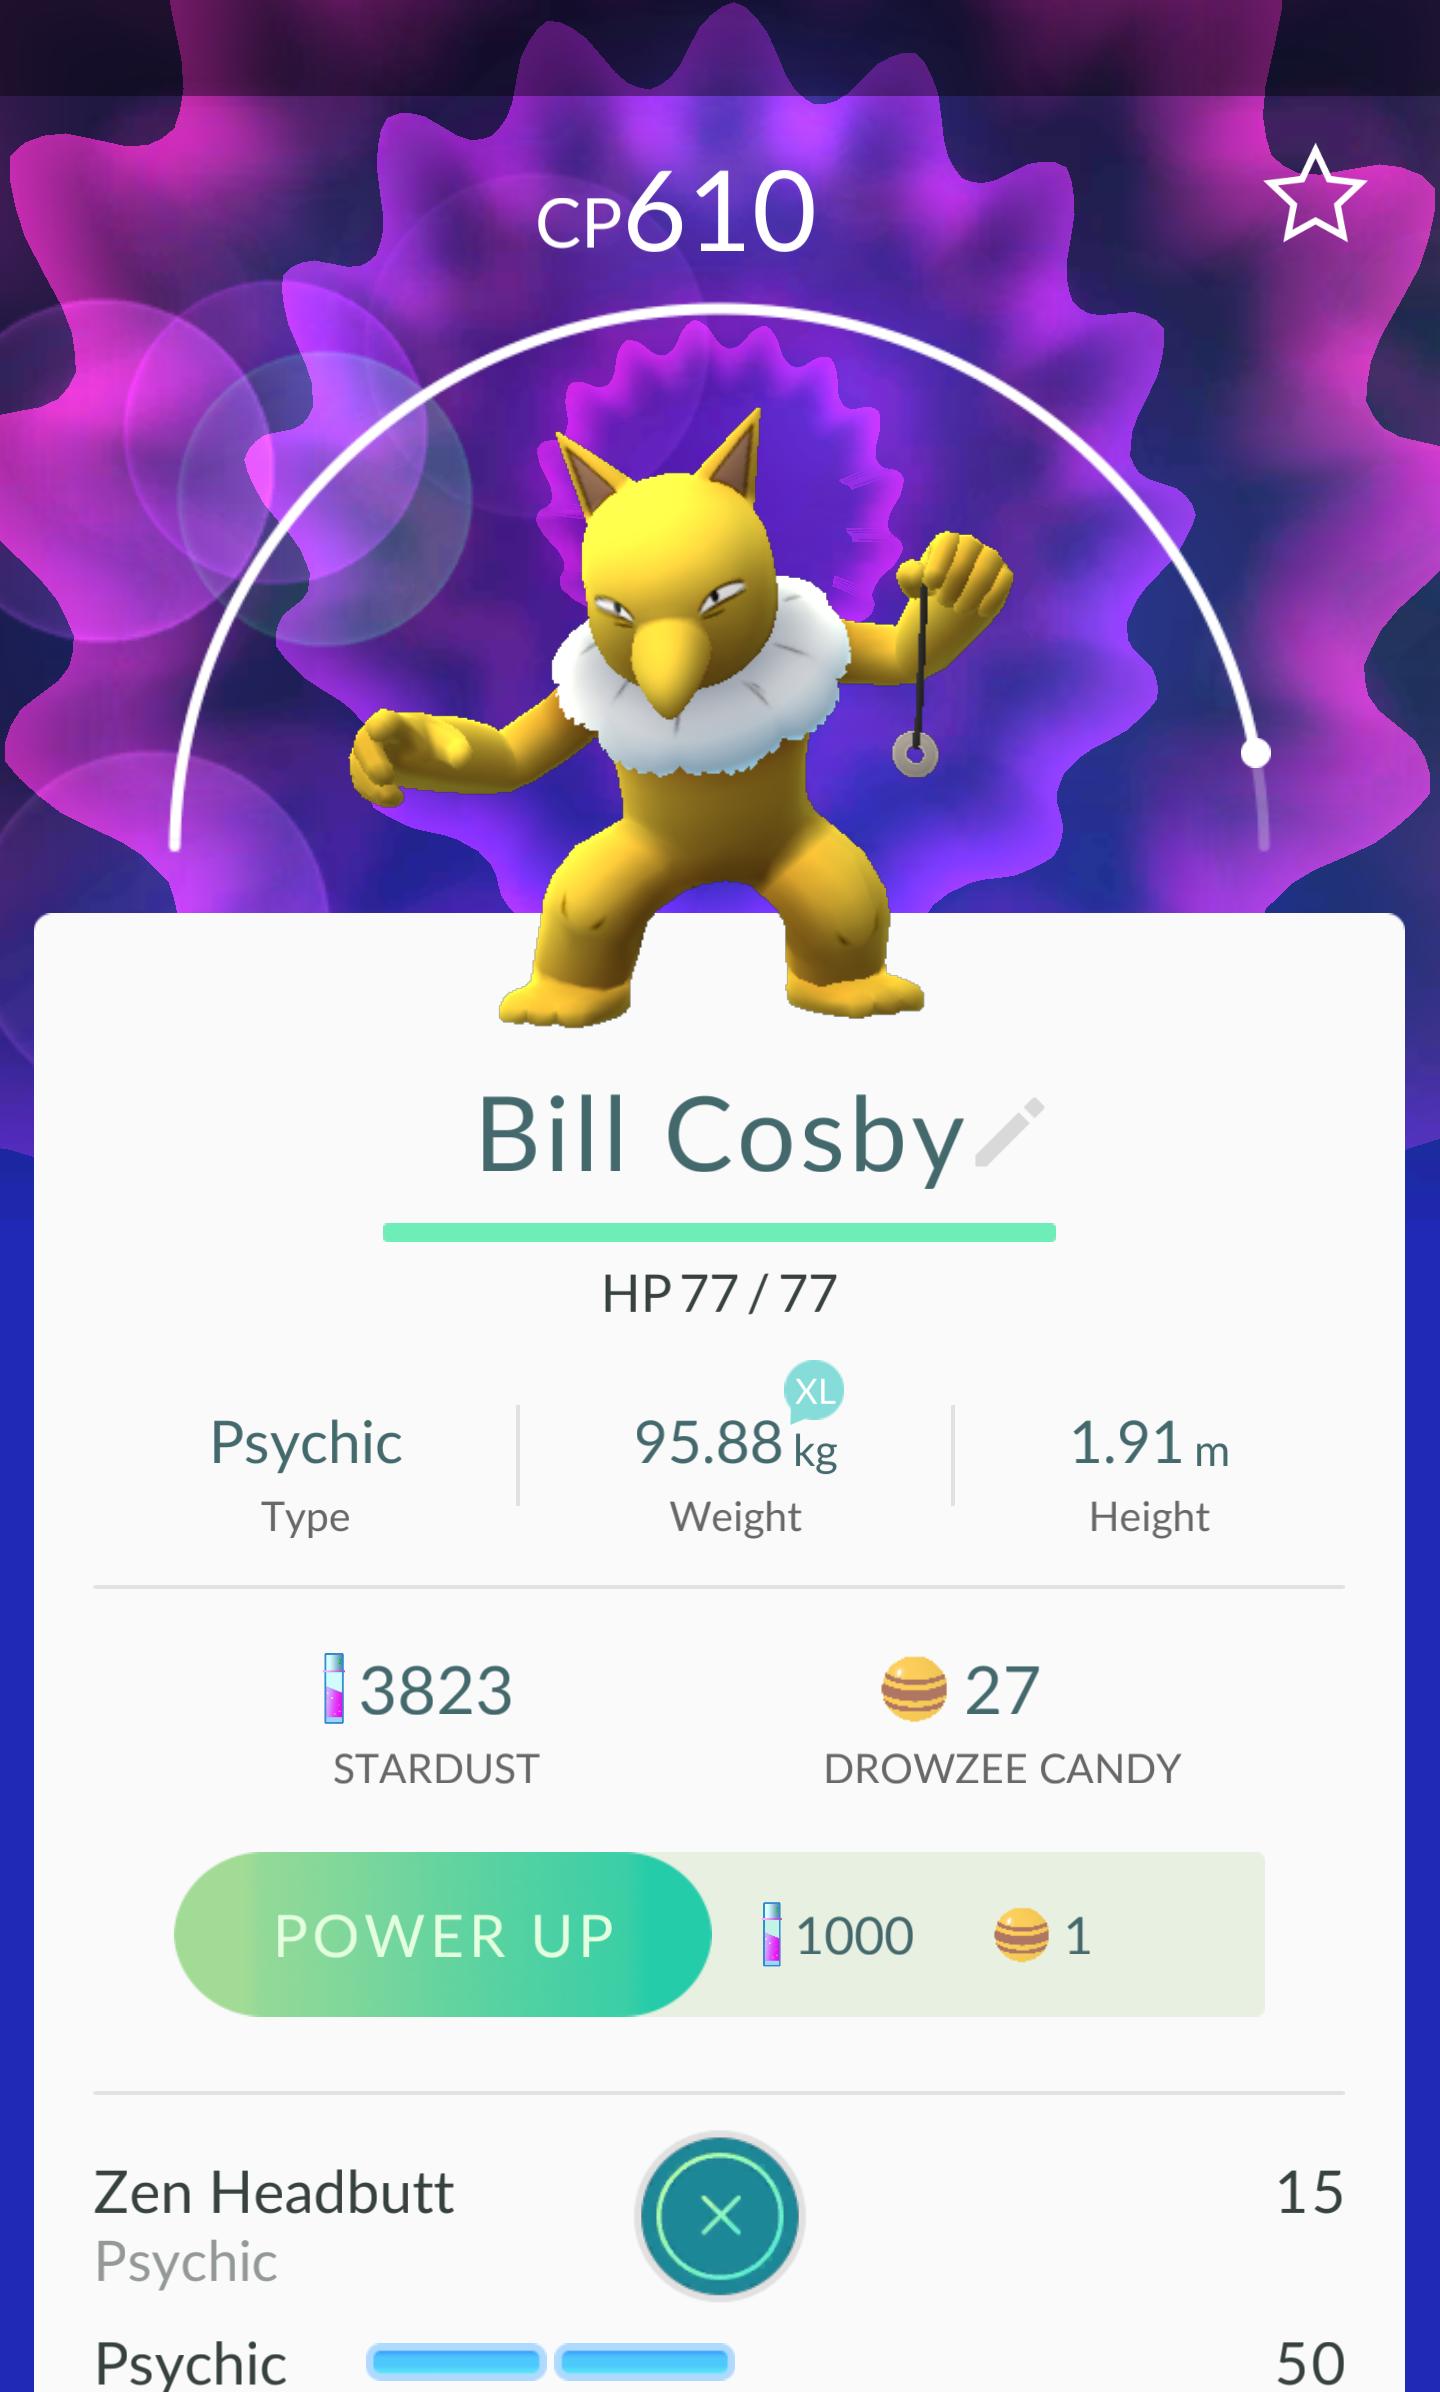 CP610
Bill Cosby
HP 77 / 77
XL
Psychic 95.88 kg 1.91 m
Type Weight Height
3823 27
STARDUST DROWZEE CANDY
POWER UP 1000 1
Zen Headbutt 15
Psychic
Psychic 50